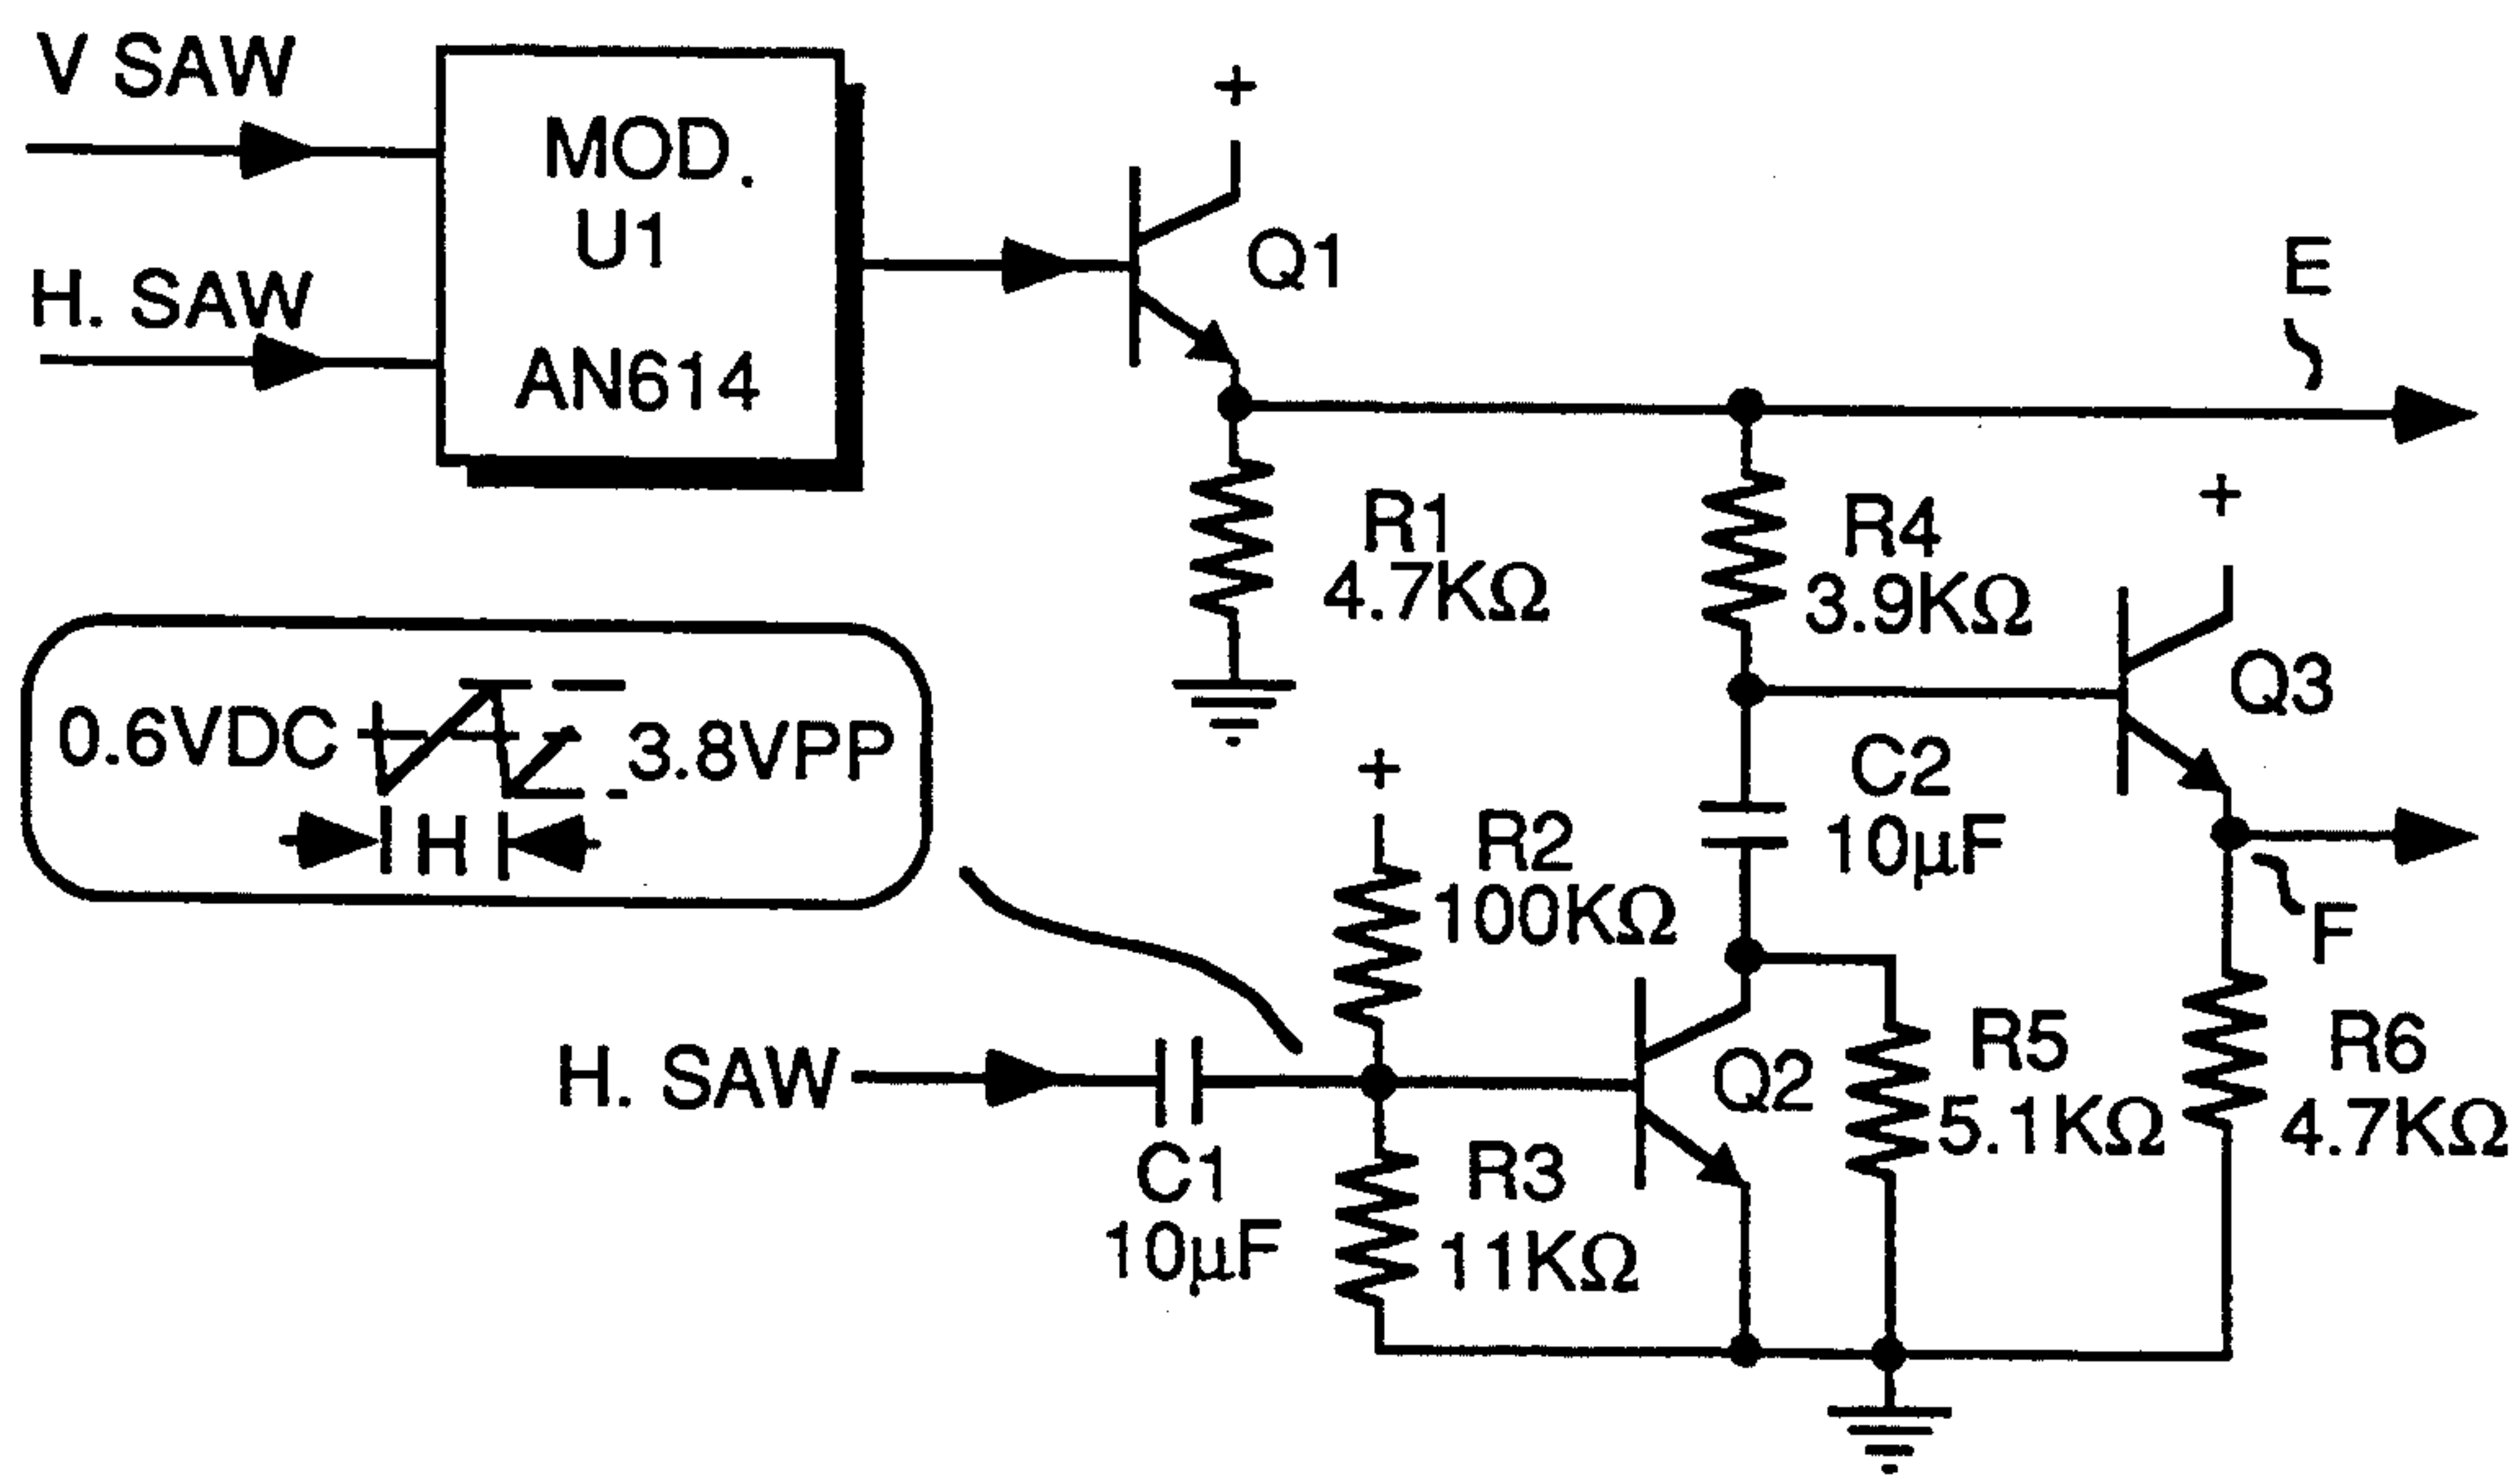 V SAW
H. SAW
MOD.
U1
AN614
+
Q1
E
R1
4.7KΩ
R4
3.9KΩ
+
Q3
0.6VDC
3.8VPP
H
C2
10µF
+
R2
100KΩ
F
H. SAW
C1
10µF
R3
11KΩ
Q2
R5
5.1KΩ
R6
4.7KΩ